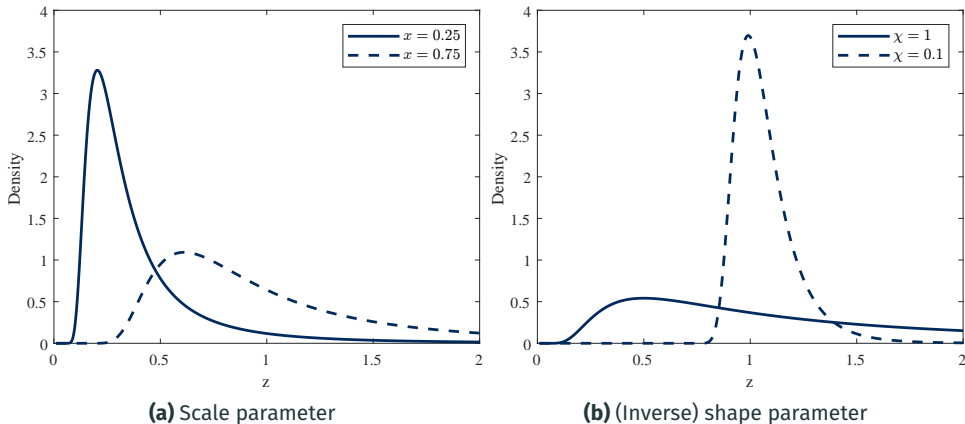 4
3.5
3
2.5
2
1.5
1
0.5
0
Density
x = 0.25
x = 0.75
0 0.5 1 1.5 2
z
(a) Scale parameter
4
3.5
3
2.5
2
1.5
1
0.5
0
Density
χ = 1
χ = 0.1
0 0.5 1 1.5 2
z
(b) (Inverse) shape parameter